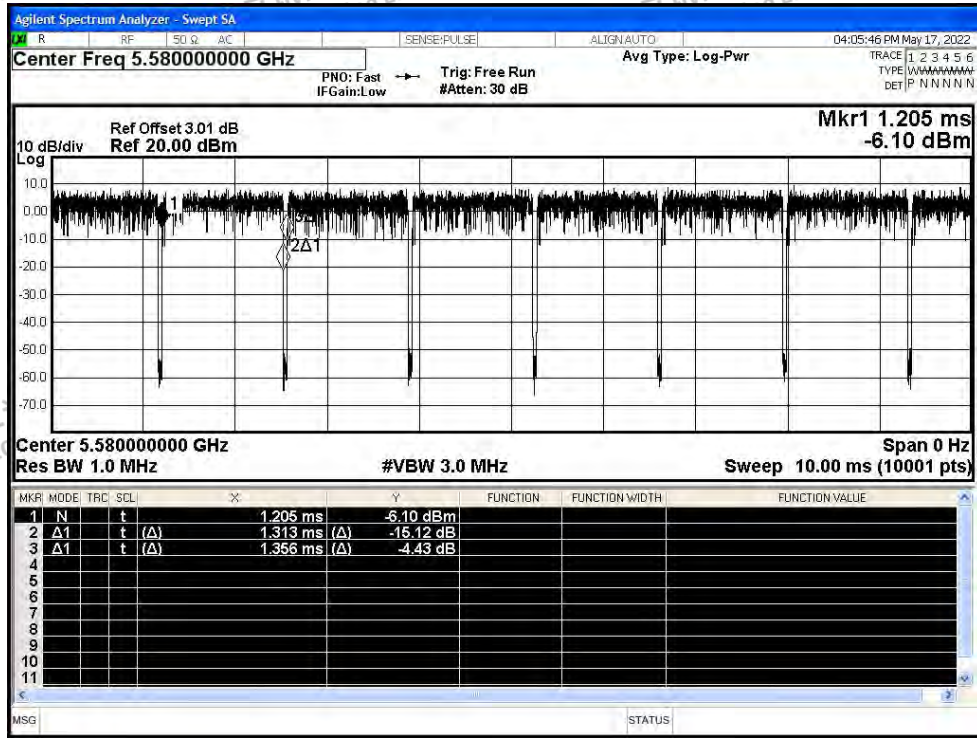 Agilent Spectrum Analyzer - Swept SA
LXI R RF 50 Ω AC SENSE:PULSE ALIGN AUTO 04:05:46 PM May 17, 2022
Center Freq 5.580000000 GHz Avg Type: Log-Pwr TRACE 1 2 3 4 5 6
PNO: Fast Trig: Free Run TYPE WWWWWW
IFGain:Low #Atten: 30 dB DET P N N N N N
Mkr1 1.205 ms
Ref Offset 3.01 dB
10 dB/div Ref 20.00 dBm -6.10 dBm
Log
10.0
1
0.00
-10.0
2Δ1
-20.0
-30.0
-40.0
-50.0
-60.0
-70.0
Center 5.580000000 GHz Span 0 Hz
Res BW 1.0 MHz #VBW 3.0 MHz Sweep 10.00 ms (10001 pts)
MKR MODE TRC SCL X Y FUNCTION FUNCTION WIDTH FUNCTION VALUE
1 N t 1.205 ms -6.10 dBm
2 Δ1 t (Δ) 1.313 ms (Δ) -15.12 dB
3 Δ1 t (Δ) 1.356 ms (Δ) -4.43 dB
4
5
6
7
8
9
10
11
MSG STATUS